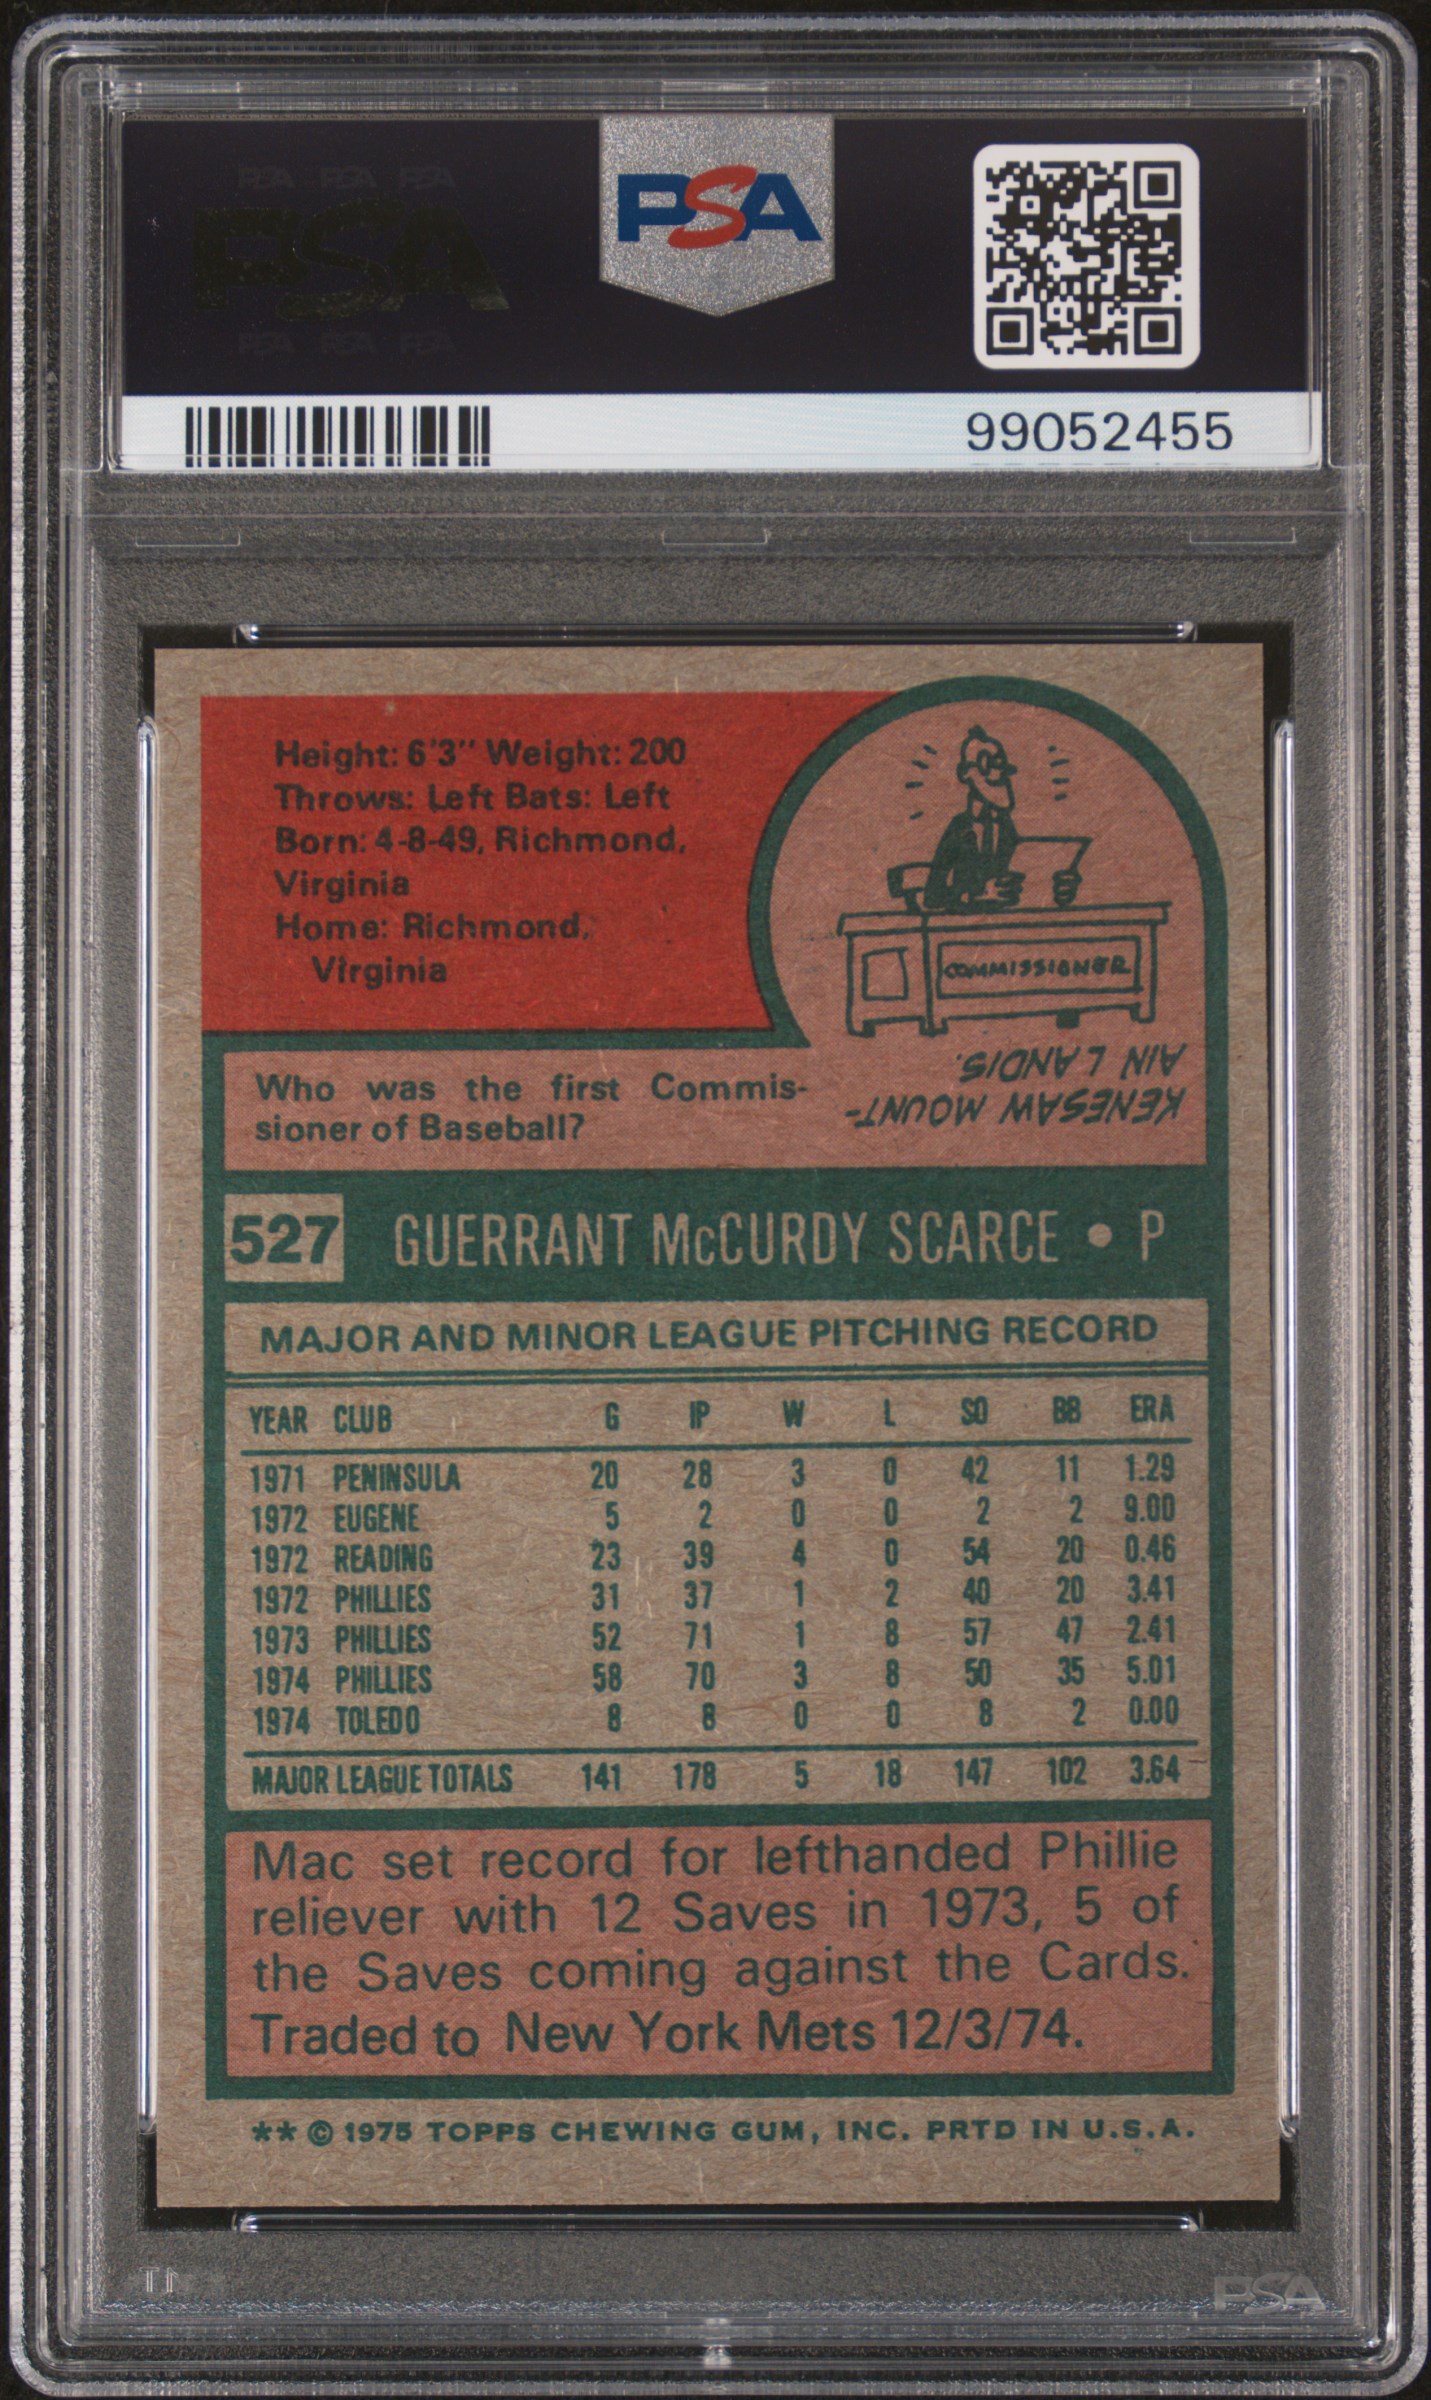 PSA PSA PSA
PSA
PSA PSA PSA
PSA
99052455
Height: 6'3" Weight: 200
Throws: Left Bats: Left
Born: 4-8-49, Richmond,
Virginia
Home: Richmond,
Virginia
COMMISSIONER
KENESAW MOUNT-
AIN LANDIS.
Who was the first Commis-
sioner of Baseball?
527 GUERRANT McCURDY SCARCE • P
MAJOR AND MINOR LEAGUE PITCHING RECORD
YEAR CLUB G IP W L SO BB ERA
1971 PENINSULA 20 28 3 0 42 11 1.29
1972 EUGENE 5 2 0 0 2 2 9.00
1972 READING 23 39 4 0 54 20 0.46
1972 PHILLIES 31 37 1 2 40 20 3.41
1973 PHILLIES 52 71 1 8 57 47 2.41
1974 PHILLIES 58 70 3 8 50 35 5.01
1974 TOLEDO 8 8 0 0 8 2 0.00
MAJOR LEAGUE TOTALS 141 178 5 18 147 102 3.64
Mac set record for lefthanded Phillie
reliever with 12 Saves in 1973, 5 of
the Saves coming against the Cards.
Traded to New York Mets 12/3/74.
** © 1975 TOPPS CHEWING GUM, INC. PRTD IN U.S.A.
PSA